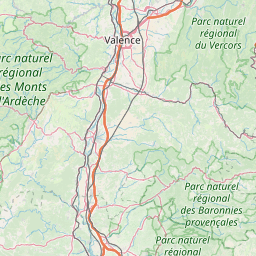 Parc naturel
régional
du Vercors
Valence
Parc naturel
régional
des Monts
d'Ardèche
Parc naturel
régional
des Baronnies
provençales
Parc naturel
régional